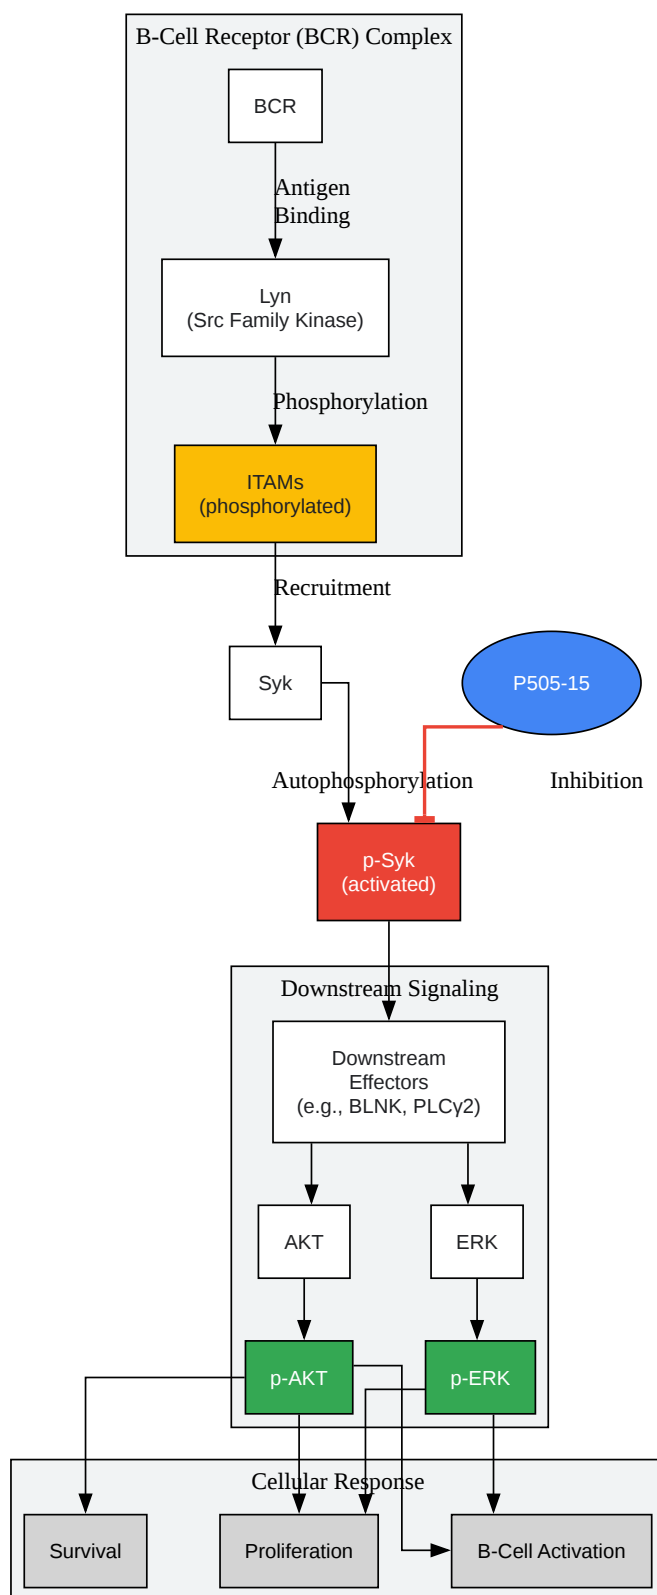 B-Cell Receptor (BCR) Complex
BCR
Antigen
Binding
Lyn
(Src Family Kinase)
Phosphorylation
ITAMs
(phosphorylated)
Recruitment
Syk
P505-15
Autophosphorylation
Inhibition
p-Syk
(activated)
Downstream Signaling
Downstream
Effectors
(e.g., BLNK, PLCγ2)
AKT
ERK
p-AKT
p-ERK
Cellular Response
Survival
Proliferation
B-Cell Activation